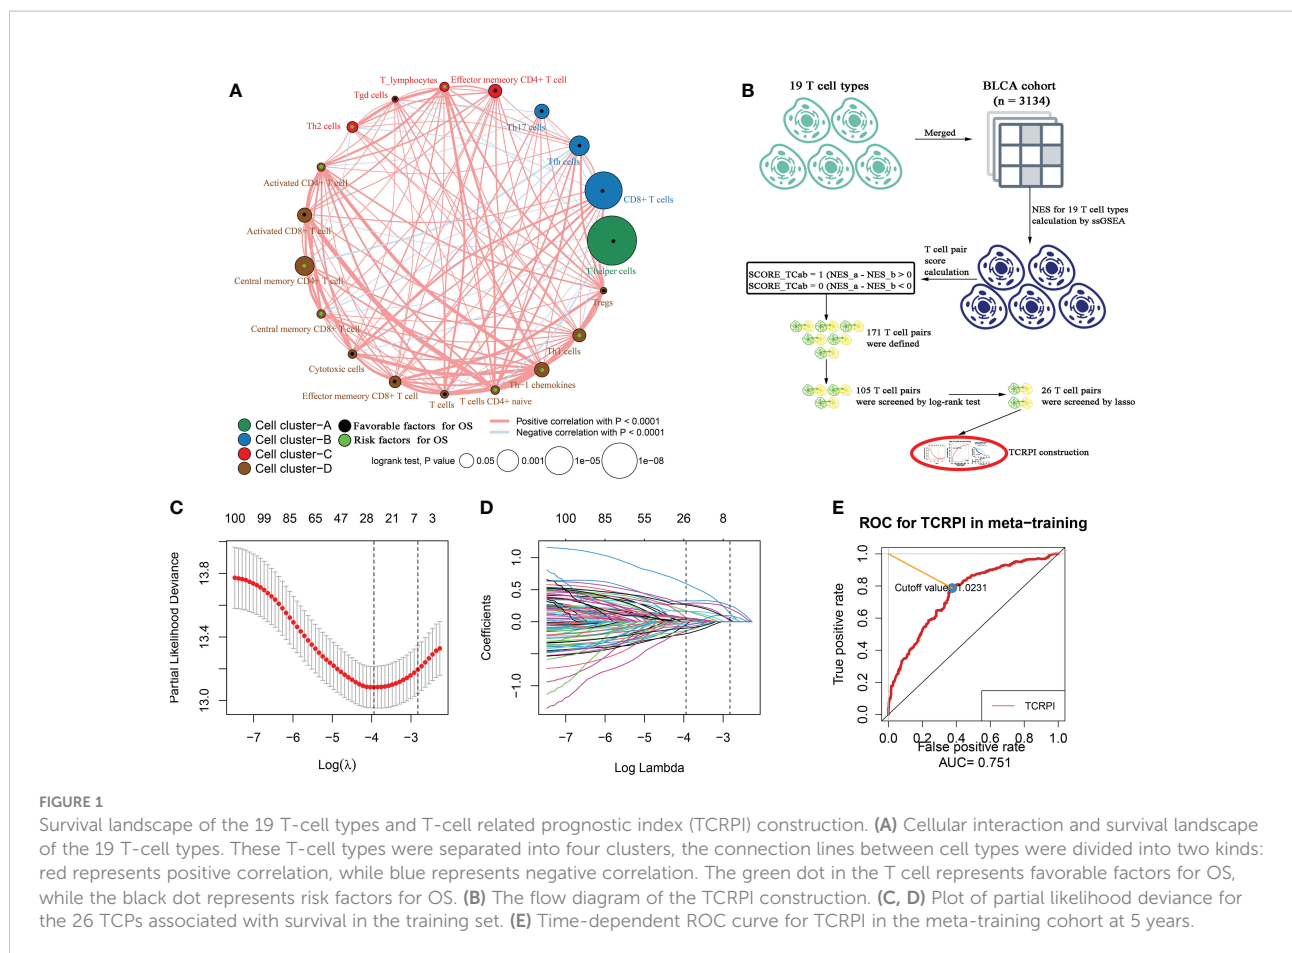 A
T_lymphocytes
Effector memeory CD4+ T cell
Tgd cells
Th17 cells
Th2 cells
Tfh cells
Activated CD4+ T cell
CD8+ T cells
Activated CD8+ T cell
T helper cells
Central memory CD4+ T cell
Tregs
Central memory CD8+ T cell
Th1 cells
Cytotoxic cells
Th-1 chemokines
Effector memeory CD8+ T cell
T cells
T cells CD4+ naive
Cell cluster-A
Cell cluster-B
Cell cluster-C
Cell cluster-D
Favorable factors for OS
Risk factors for OS
Positive correlation with P < 0.0001
Negative correlation with P < 0.0001
logrank test, P value
0.05
0.001
1e-05
1e-08
B
19 T cell types
BLCA cohort
(n = 3134)
Merged
NES for 19 T cell types
calculation by ssGSEA
T cell pair
score
calculation
SCORE_TCab = 1 (NES_a - NES_b > 0
SCORE_TCab = 0 (NES_a - NES_b < 0
171 T cell pairs
were defined
105 T cell pairs
were screened by log-rank test
26 T cell pairs
were screened by lasso
TCRPI construction
C
100 99 85 65 47 28 21 7 3
Partial Likelihood Deviance
13.8
13.4
13.0
-7 -6 -5 -4 -3
Log(λ)
D
100 85 55 26 8
Coefficients
1.0
0.5
0.0
-1.0
-7 -6 -5 -4 -3
Log Lambda
E
ROC for TCRPI in meta-training
True positive rate
1.0
0.8
0.6
0.4
0.2
0.0
Cutoff value: 1.0231
TCRPI
0.0 0.2 0.4 0.6 0.8 1.0
False positive rate
AUC= 0.751
FIGURE 1
Survival landscape of the 19 T-cell types and T-cell related prognostic index (TCRPI) construction. (A) Cellular interaction and survival landscape
of the 19 T-cell types. These T-cell types were separated into four clusters, the connection lines between cell types were divided into two kinds:
red represents positive correlation, while blue represents negative correlation. The green dot in the T cell represents favorable factors for OS,
while the black dot represents risk factors for OS. (B) The flow diagram of the TCRPI construction. (C, D) Plot of partial likelihood deviance for
the 26 TCPs associated with survival in the training set. (E) Time-dependent ROC curve for TCRPI in the meta-training cohort at 5 years.